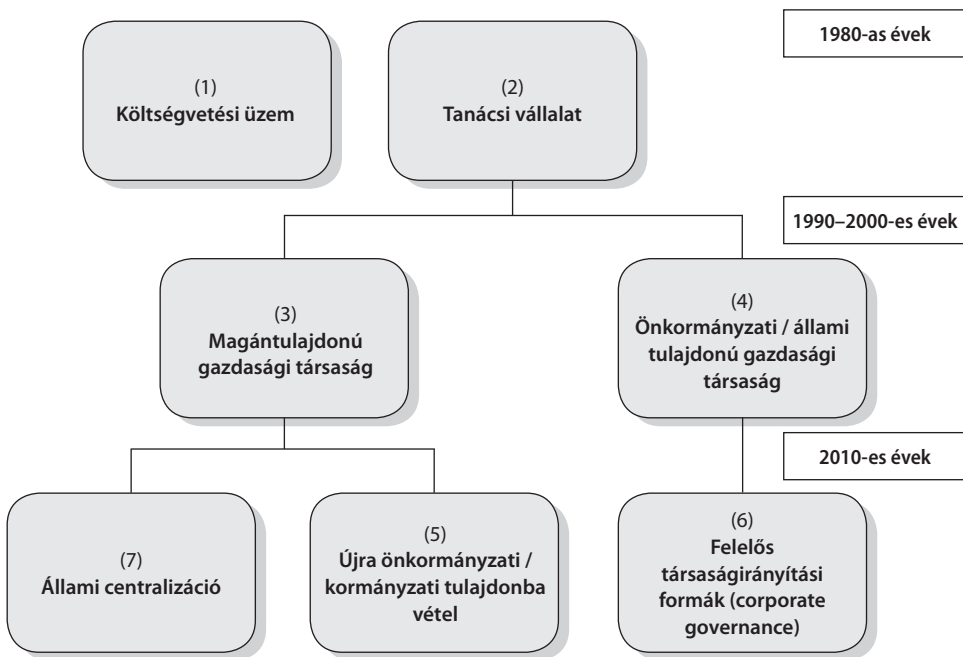 1980-as évek
(1)
Költségvetési üzem
(2)
Tanácsi vállalat
1990–2000-es évek
(3)
Magántulajdonú
gazdasági társaság
(4)
Önkormányzati / állami
tulajdonú gazdasági
társaság
2010-es évek
(7)
Állami centralizáció
(5)
Újra önkormányzati /
kormányzati tulajdonba
vétel
(6)
Felelős
társaságirányítási
formák (corporate
governance)